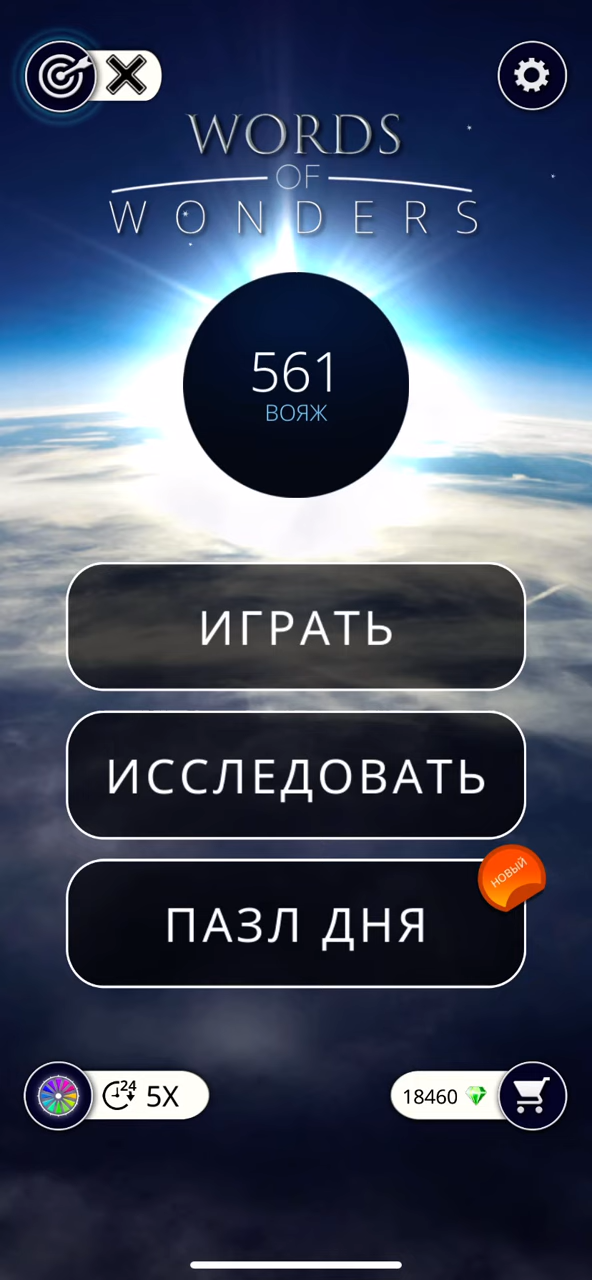 WORDS
OF
WONDERS
561
ВОЯЖ
ИГРАТЬ
ИССЛЕДОВАТЬ
НОВЫЙ
ПАЗЛ ДНЯ
24
5X
18460